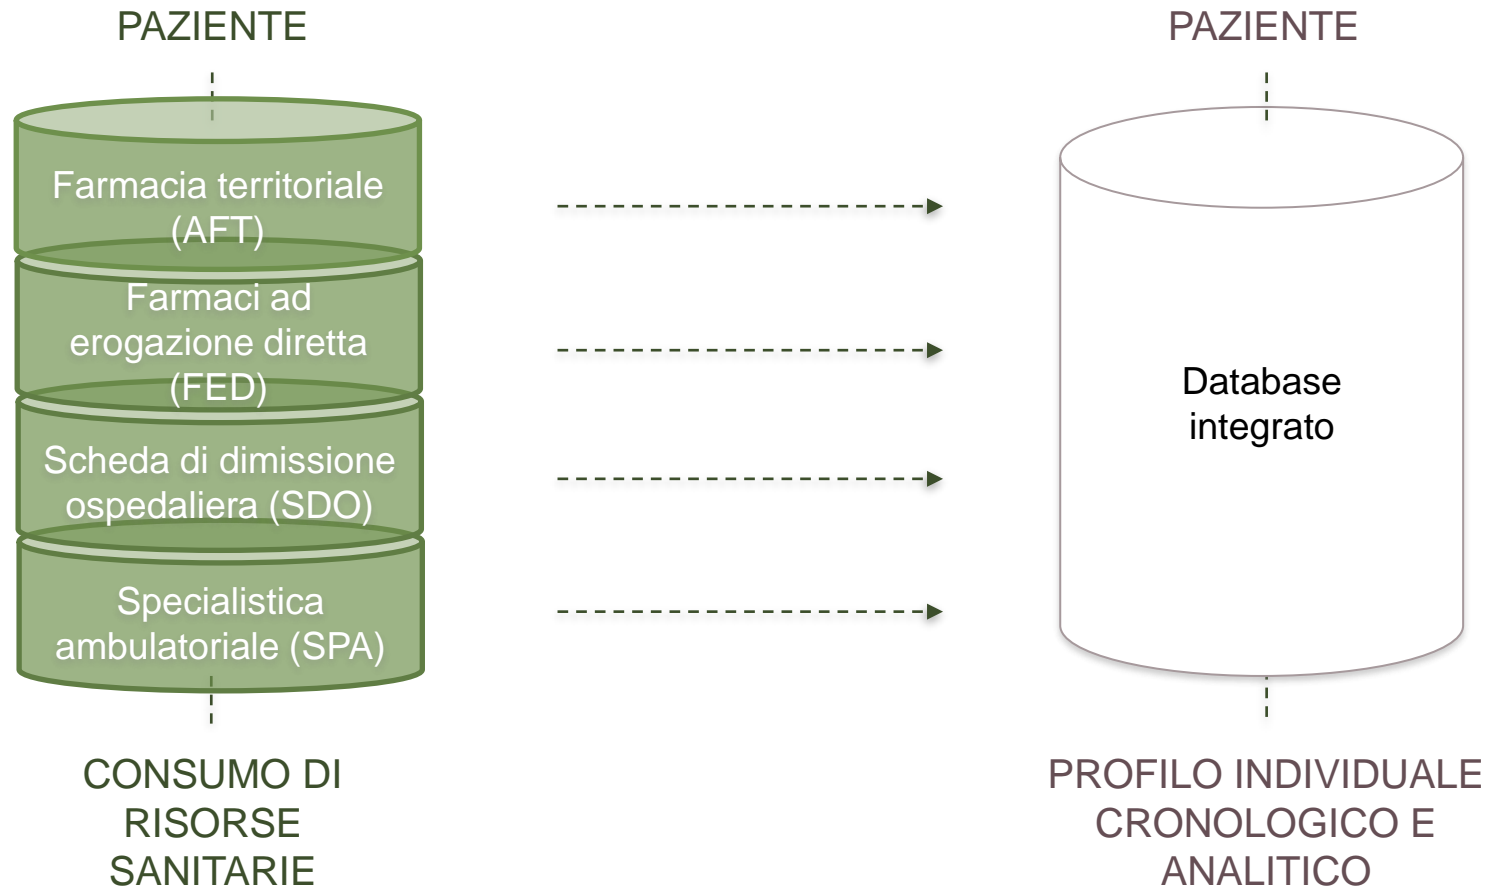 PAZIENTE
Farmacia territoriale
(AFT)
Farmaci ad
erogazione diretta
(FED)
Scheda di dimissione
ospedaliera (SDO)
Specialistica
ambulatoriale (SPA)
CONSUMO DI
RISORSE
SANITARIE
PAZIENTE
Database
integrato
PROFILO INDIVIDUALE
CRONOLOGICO E
ANALITICO